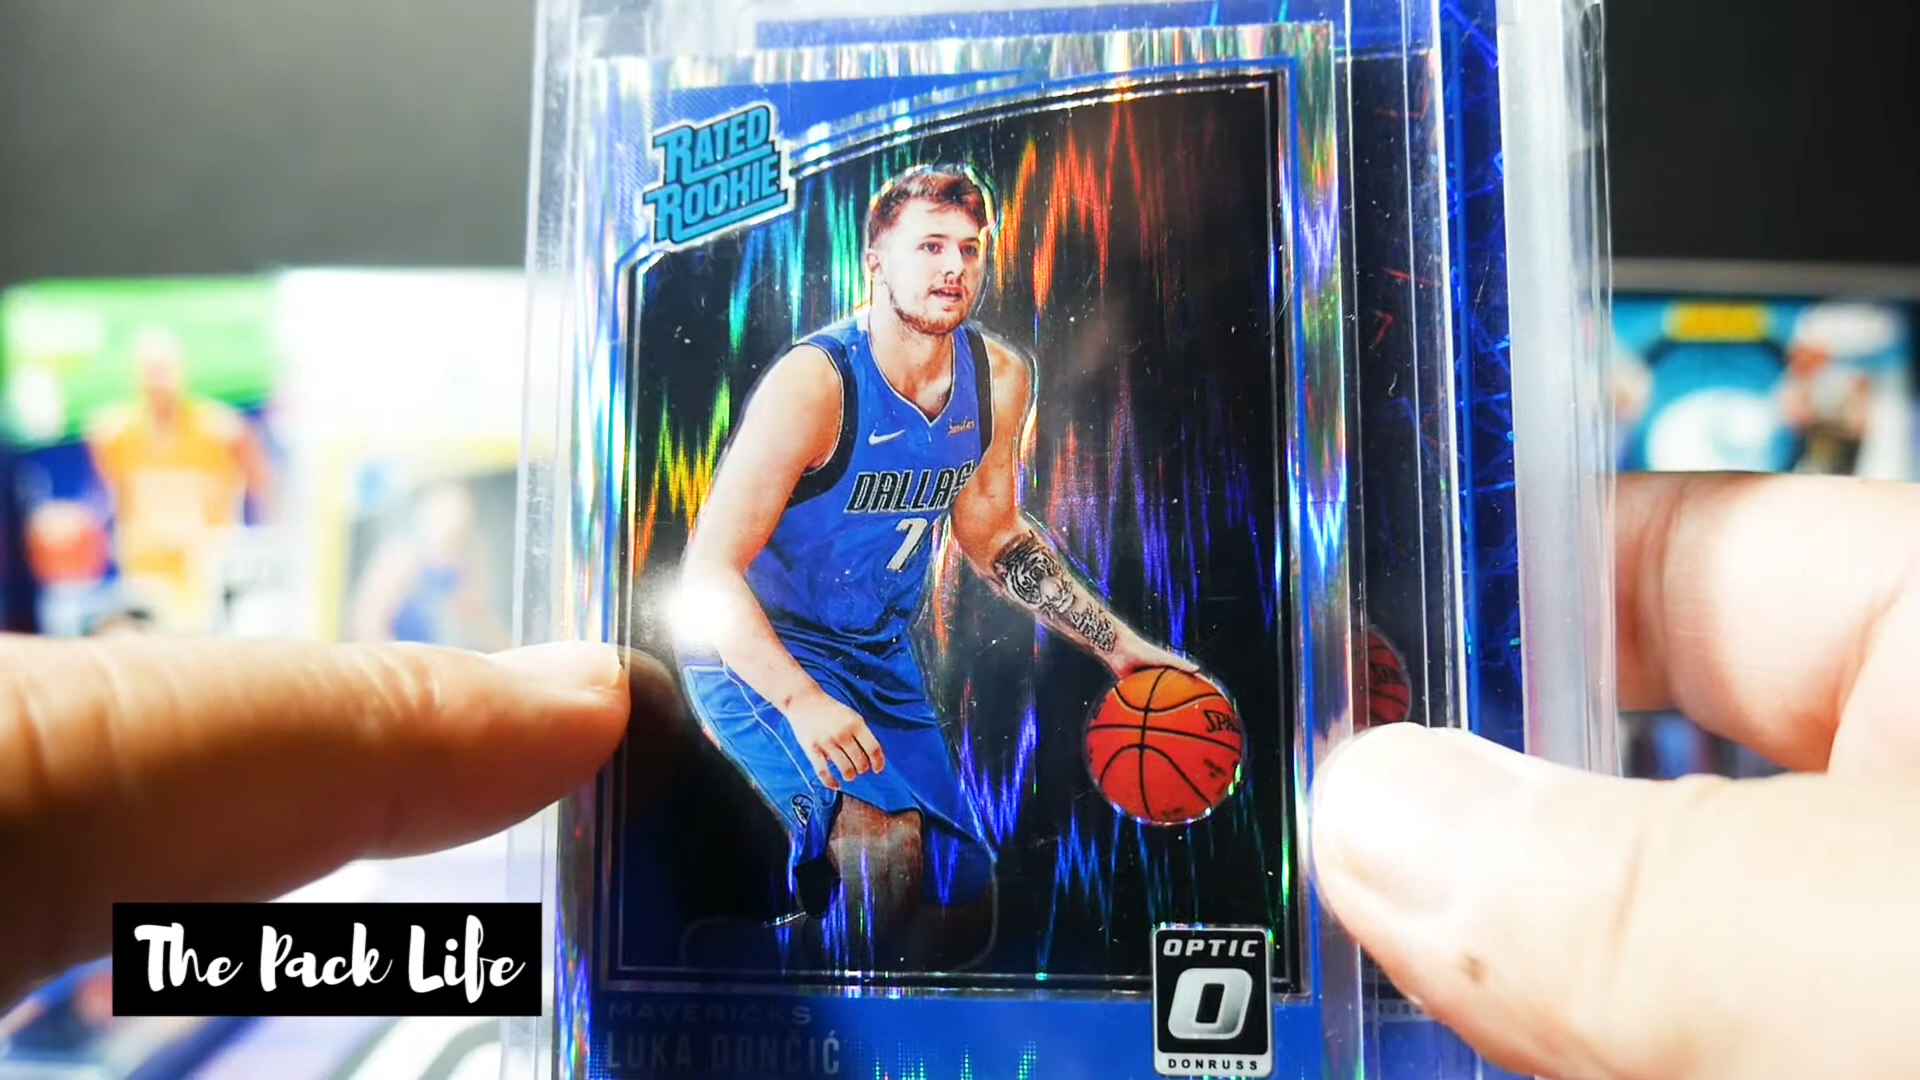 RATED
ROOKIE
DALLAS
7
OPTIC
O
DONRUSS
MAVERICKS
LUKA DONČIĆ
The Pack Life